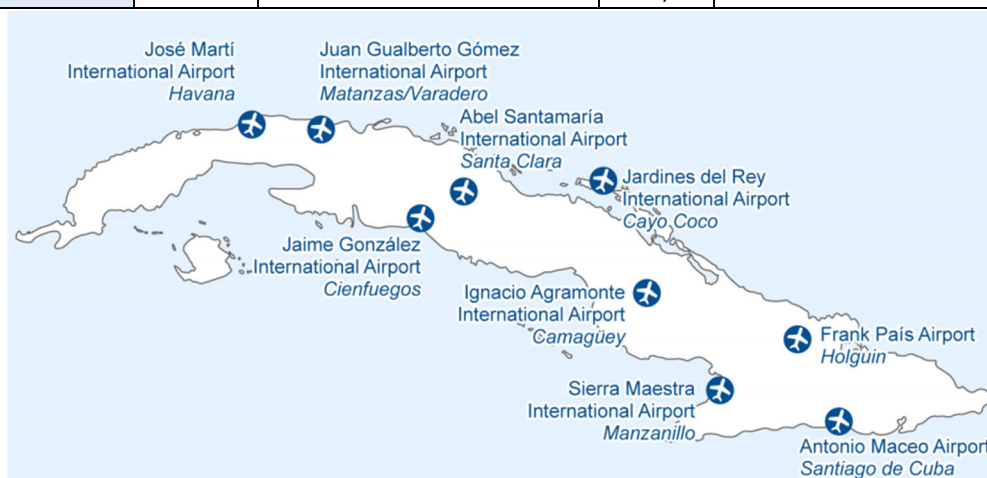 José Martí
International Airport
Havana
Juan Gualberto Gómez
International Airport
Matanzas/Varadero
Abel Santamaría
International Airport
Santa Clara
Jardines del Rey
International Airport
Cayo Coco
Jaime González
International Airport
Cienfuegos
Ignacio Agramonte
International Airport
Camagüey
Frank País Airport
Holguin
Sierra Maestra
International Airport
Manzanillo
Antonio Maceo Airport
Santiago de Cuba